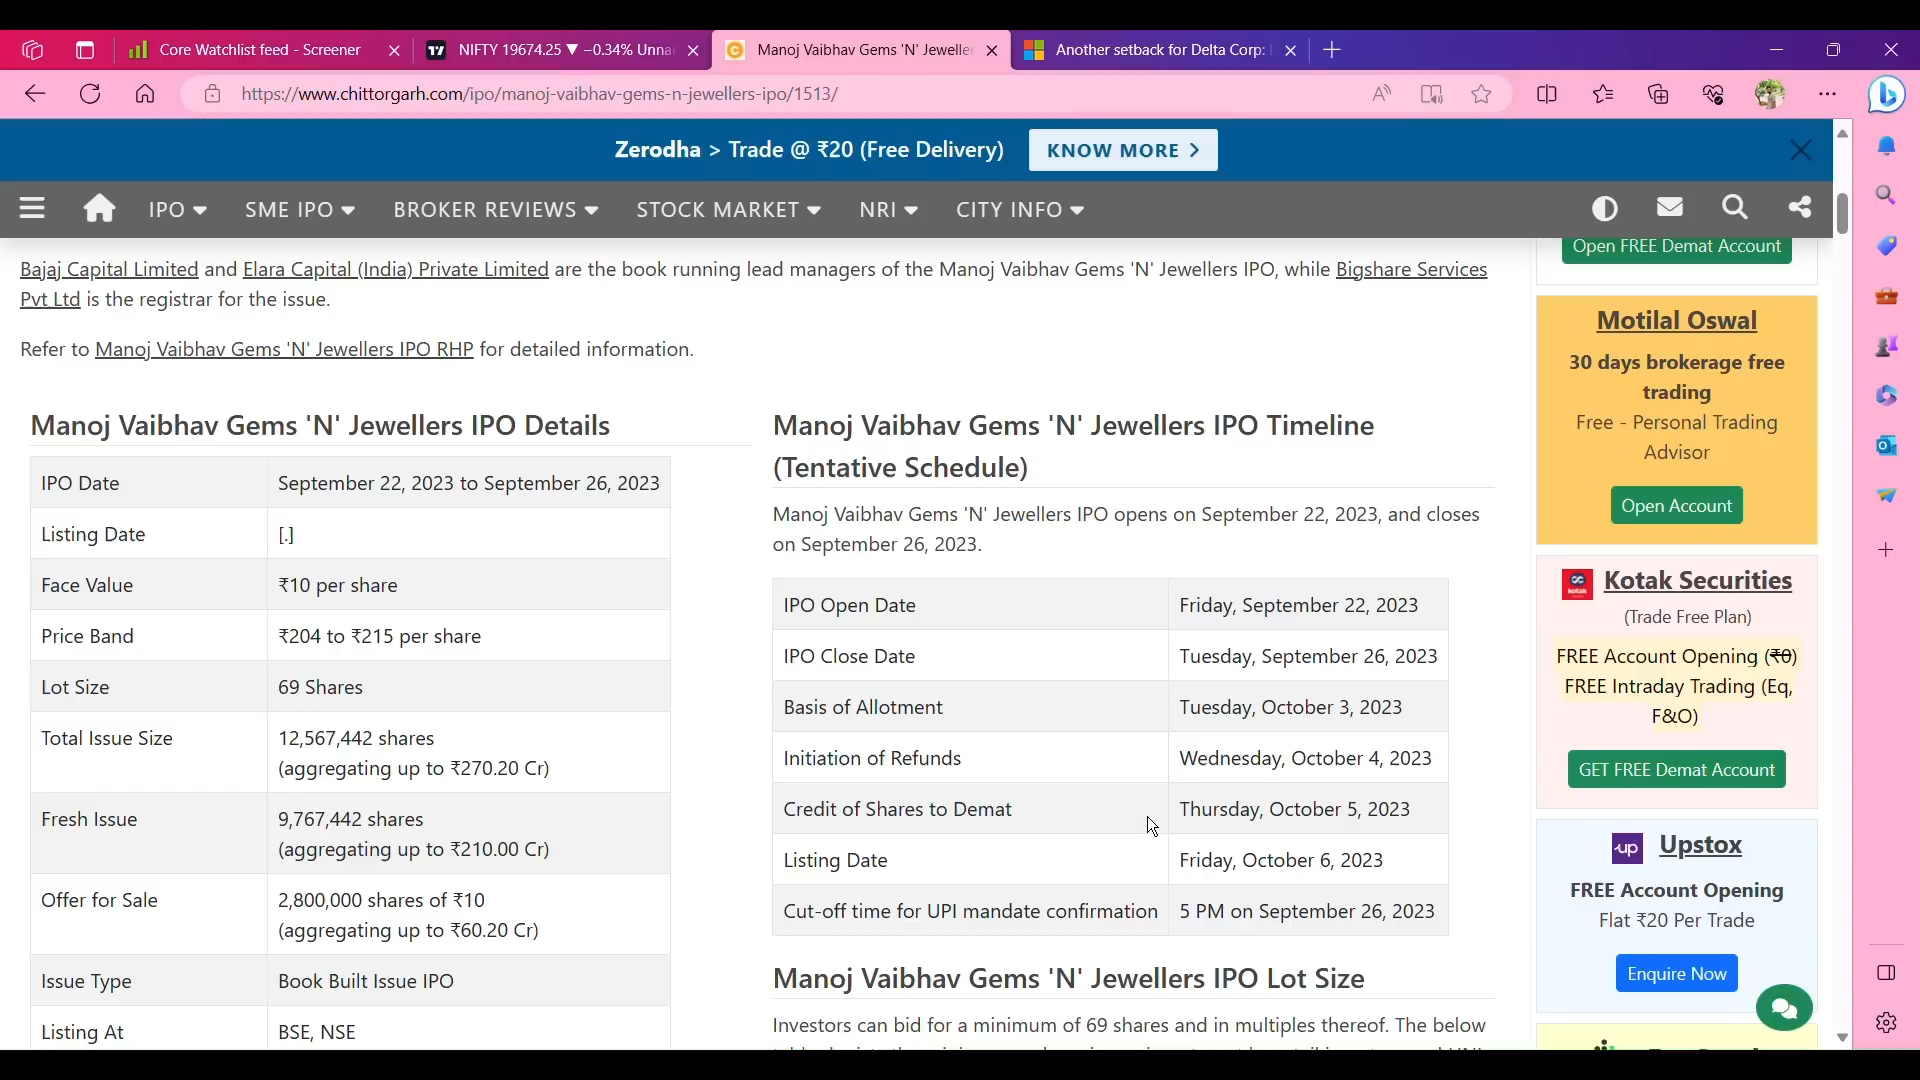 Core Watchlist feed - Screener
NIFTY 19674.25 ▼ −0.34% Unna
Manoj Vaibhav Gems 'N' Jewelle
Another setback for Delta Corp:
https://www.chittorgarh.com/ipo/manoj-vaibhav-gems-n-jewellers-ipo/1513/
Zerodha > Trade @ ₹20 (Free Delivery)
KNOW MORE >
IPO
SME IPO
BROKER REVIEWS
STOCK MARKET
NRI
CITY INFO
Bajaj Capital Limited and Elara Capital (India) Private Limited are the book running lead managers of the Manoj Vaibhav Gems 'N' Jewellers IPO, while Bigshare Services
Pvt Ltd is the registrar for the issue.
Refer to Manoj Vaibhav Gems 'N' Jewellers IPO RHP for detailed information.
Manoj Vaibhav Gems 'N' Jewellers IPO Details
IPO Date September 22, 2023 to September 26, 2023
Listing Date [.]
Face Value ₹10 per share
Price Band ₹204 to ₹215 per share
Lot Size 69 Shares
Total Issue Size 12,567,442 shares
(aggregating up to ₹270.20 Cr)
Fresh Issue 9,767,442 shares
(aggregating up to ₹210.00 Cr)
Offer for Sale 2,800,000 shares of ₹10
(aggregating up to ₹60.20 Cr)
Issue Type Book Built Issue IPO
Listing At BSE, NSE
Manoj Vaibhav Gems 'N' Jewellers IPO Timeline
(Tentative Schedule)
Manoj Vaibhav Gems 'N' Jewellers IPO opens on September 22, 2023, and closes
on September 26, 2023.
IPO Open Date Friday, September 22, 2023
IPO Close Date Tuesday, September 26, 2023
Basis of Allotment Tuesday, October 3, 2023
Initiation of Refunds Wednesday, October 4, 2023
Credit of Shares to Demat Thursday, October 5, 2023
Listing Date Friday, October 6, 2023
Cut-off time for UPI mandate confirmation 5 PM on September 26, 2023
Manoj Vaibhav Gems 'N' Jewellers IPO Lot Size
Investors can bid for a minimum of 69 shares and in multiples thereof. The below
Open FREE Demat Account
Motilal Oswal
30 days brokerage free
trading
Free - Personal Trading
Advisor
Open Account
kotak
Kotak Securities
(Trade Free Plan)
FREE Account Opening (₹0)
FREE Intraday Trading (Eq,
F&O)
GET FREE Demat Account
up
Upstox
FREE Account Opening
Flat ₹20 Per Trade
Enquire Now